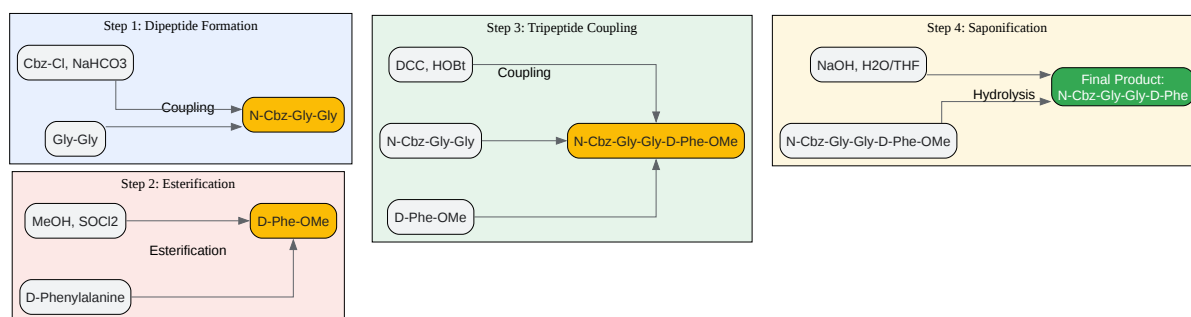 Step 1: Dipeptide Formation
Cbz-Cl, NaHCO3
Coupling
N-Cbz-Gly-Gly
Gly-Gly
Step 2: Esterification
MeOH, SOCl2
D-Phe-OMe
Esterification
D-Phenylalanine
Step 3: Tripeptide Coupling
DCC, HOBt
Coupling
N-Cbz-Gly-Gly
N-Cbz-Gly-Gly-D-Phe-OMe
D-Phe-OMe
Step 4: Saponification
NaOH, H2O/THF
Final Product:
N-Cbz-Gly-Gly-D-Phe
Hydrolysis
N-Cbz-Gly-Gly-D-Phe-OMe